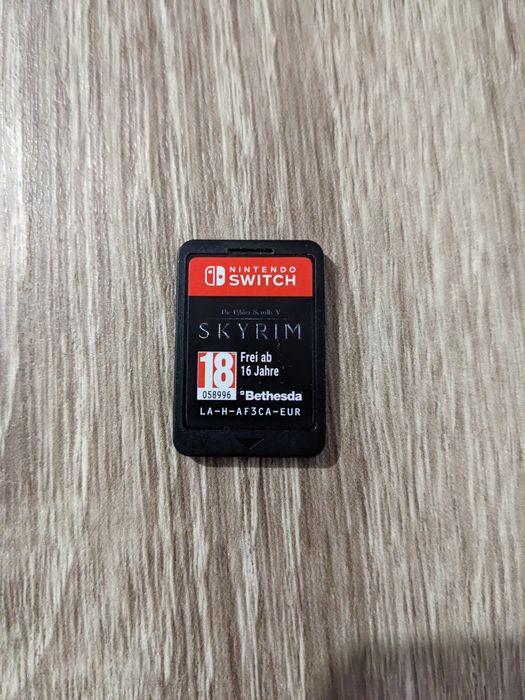 NINTENDO
SWITCH
The Elder Scrolls V
SKYRIM
18
058996
Frei ab
16 Jahre
Bethesda
LA-H-AF3CA-EUR